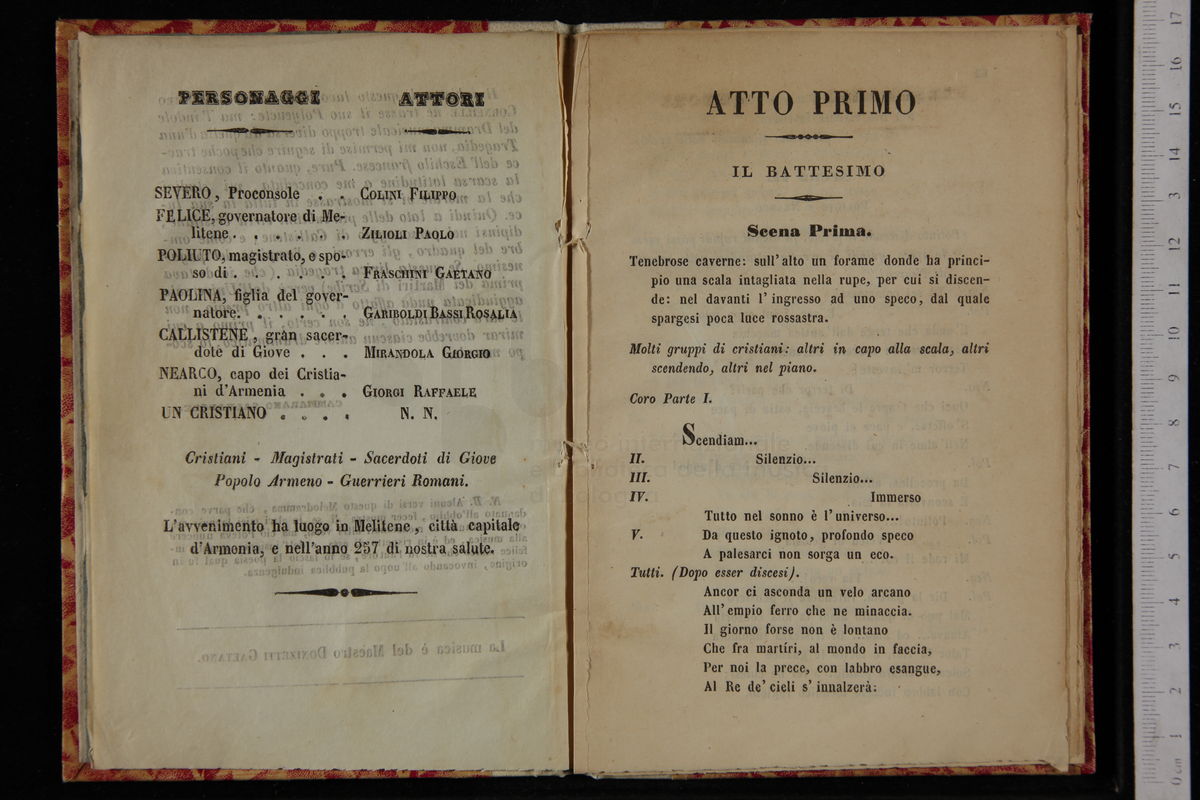 PERSONAGGI ATTORI
SEVERO, Proconsole . . COLINI FILIPPO
FELICE, governatore di Me-
litene . . . . . . . ZILIOLI PAOLO
POLIUTO, magistrato, e spo-
so di . . . . . . . FRASCHINI GAETANO
PAOLINA, figlia del gover-
natore. . . . . . . GARIBOLDI BASSI ROSALIA
CALLISTENE, gran sacer-
dote di Giove . . . MIRANDOLA GIORGIO
NEARCO, capo dei Cristia-
ni d'Armenia . . . GIORGI RAFFAELE
UN CRISTIANO . . . . N. N.
Cristiani - Magistrati - Sacerdoti di Giove
Popolo Armeno - Guerrieri Romani.
L'avvenimento ha luogo in Melitene, città capitale
d'Armonia, e nell'anno 257 di nostra salute.
ATTO PRIMO
IL BATTESIMO
Scena Prima.
Tenebrose caverne: sull'alto un forame donde ha princi-
pio una scala intagliata nella rupe, per cui si discen-
de: nel davanti l'ingresso ad uno speco, dal quale
spargesi poca luce rossastra.
Molti gruppi di cristiani: altri in capo alla scala, altri
scendendo, altri nel piano.
Coro Parte I.
Scendiam...
II. Silenzio...
III. Silenzio...
IV. Immerso
Tutto nel sonno è l'universo...
V. Da questo ignoto, profondo speco
A palesarci non sorga un eco.
Tutti. (Dopo esser discesi).
Ancor ci asconda un velo arcano
All'empio ferro che ne minaccia.
Il giorno forse non è lontano
Che fra martíri, al mondo in faccia,
Per noi la prece, con labbro esangue,
Al Re de' cieli s'innalzerà: